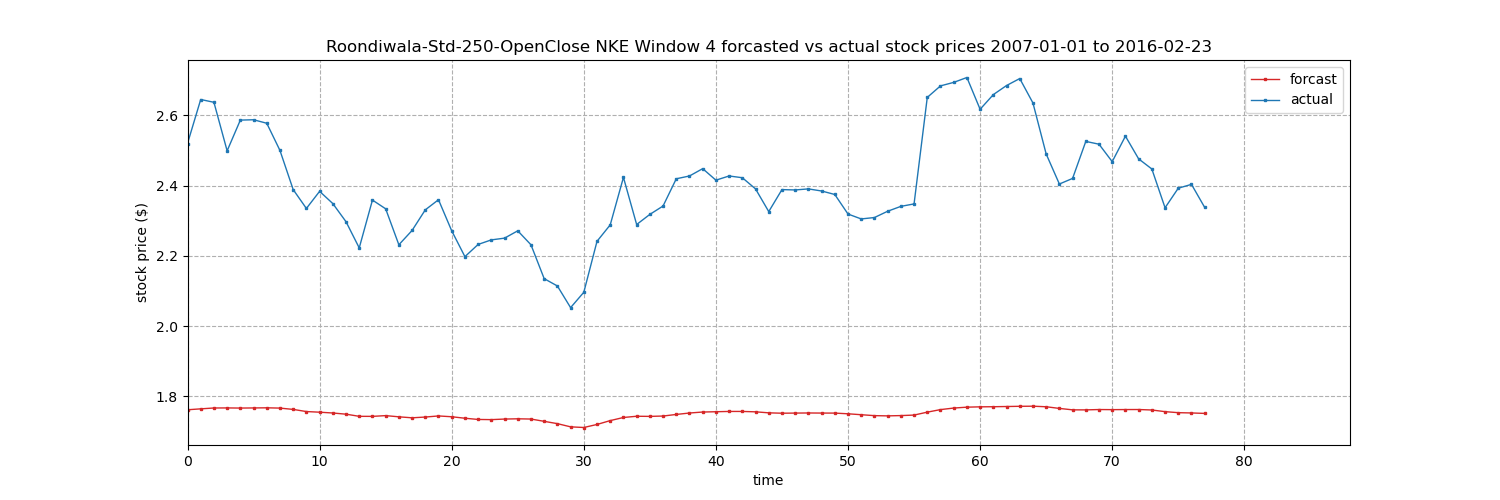 Roondiwala-Std-250-OpenClose NKE Window 4 forcasted vs actual stock prices 2007-01-01 to 2016-02-23
forcast
actual
stock price ($)
2.6
2.4
2.2
2.0
1.8
0 10 20 30 40 50 60 70 80
time